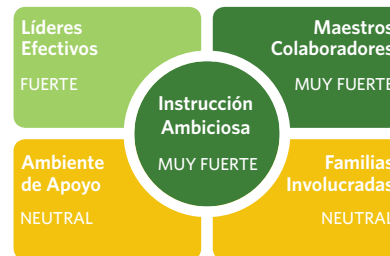 Líderes
Efectivos
FUERTE
Maestros
Colaboradores
MUY FUERTE
Instrucción
Ambiciosa
MUY FUERTE
Ambiente
de Apoyo
NEUTRAL
Familias
Involucradas
NEUTRAL